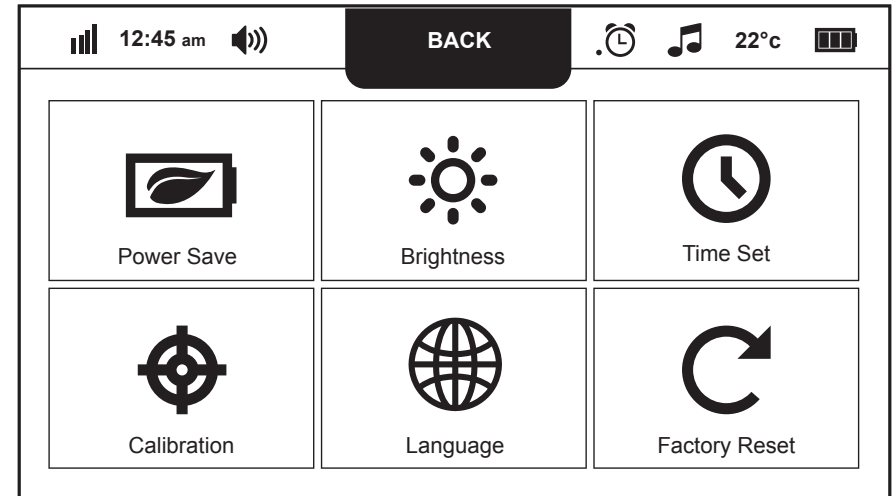 12:45 am BACK 22°c
Power Save Brightness Time Set
Calibration Language Factory Reset